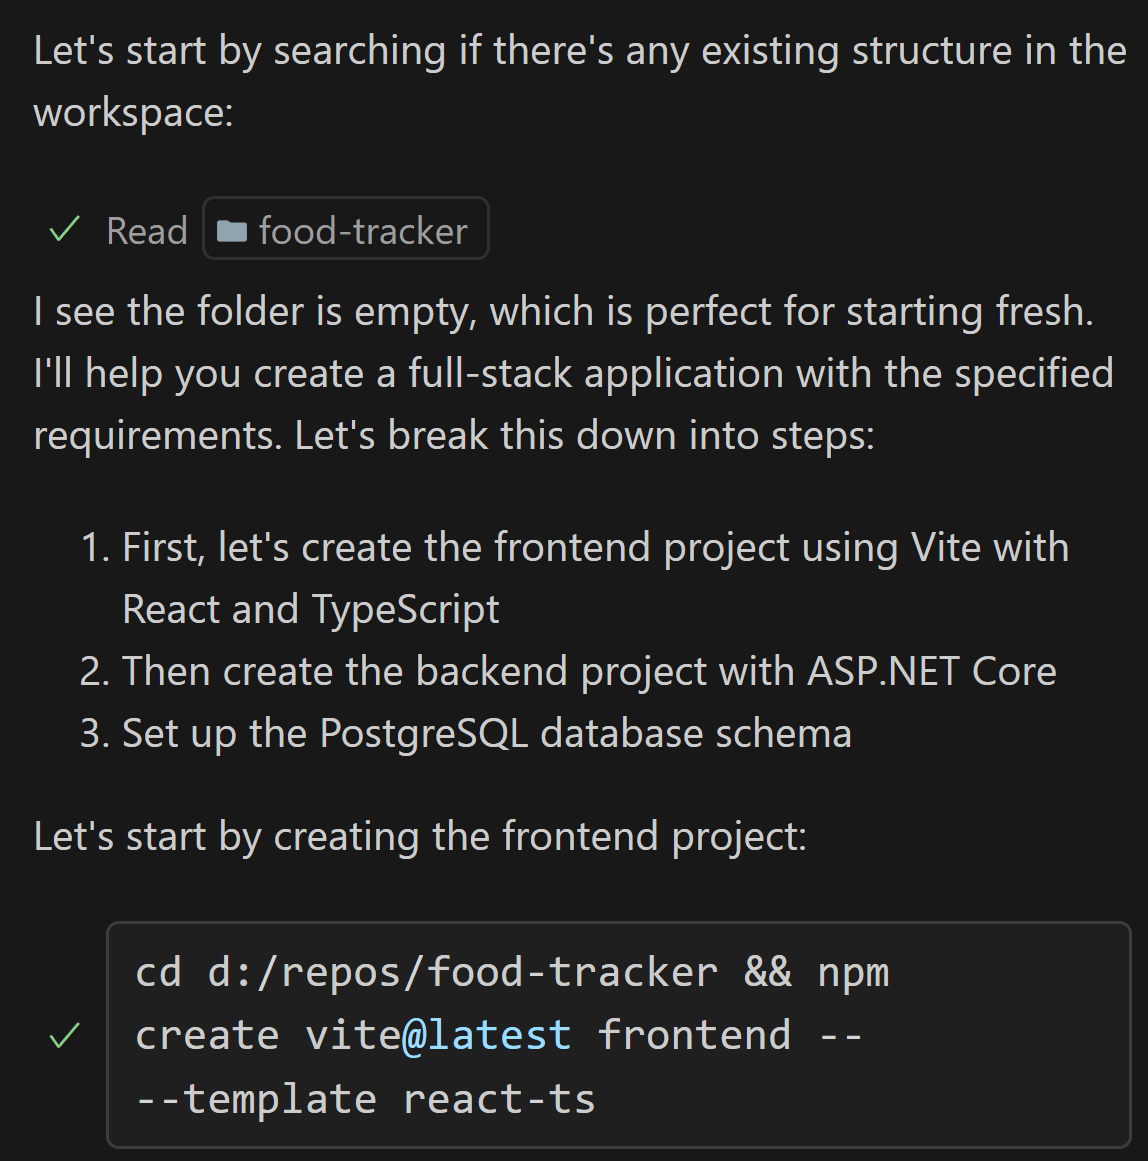 Let's start by searching if there's any existing structure in the
workspace:
Read food-tracker
I see the folder is empty, which is perfect for starting fresh.
I'll help you create a full-stack application with the specified
requirements. Let's break this down into steps:
1. First, let's create the frontend project using Vite with
React and TypeScript
2. Then create the backend project with ASP.NET Core
3. Set up the PostgreSQL database schema
Let's start by creating the frontend project:
cd d:/repos/food-tracker && npm
create vite@latest frontend --
--template react-ts